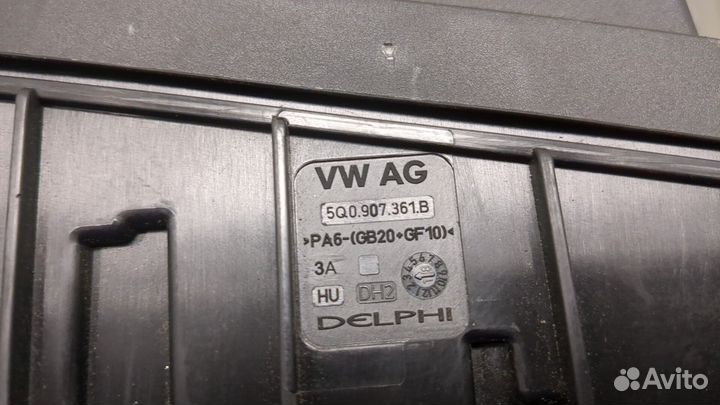 VW AG
5Q0.907.361.B
>PA6-(GB20+GF10)<
3A
HU DH2
DELPHI
Avito